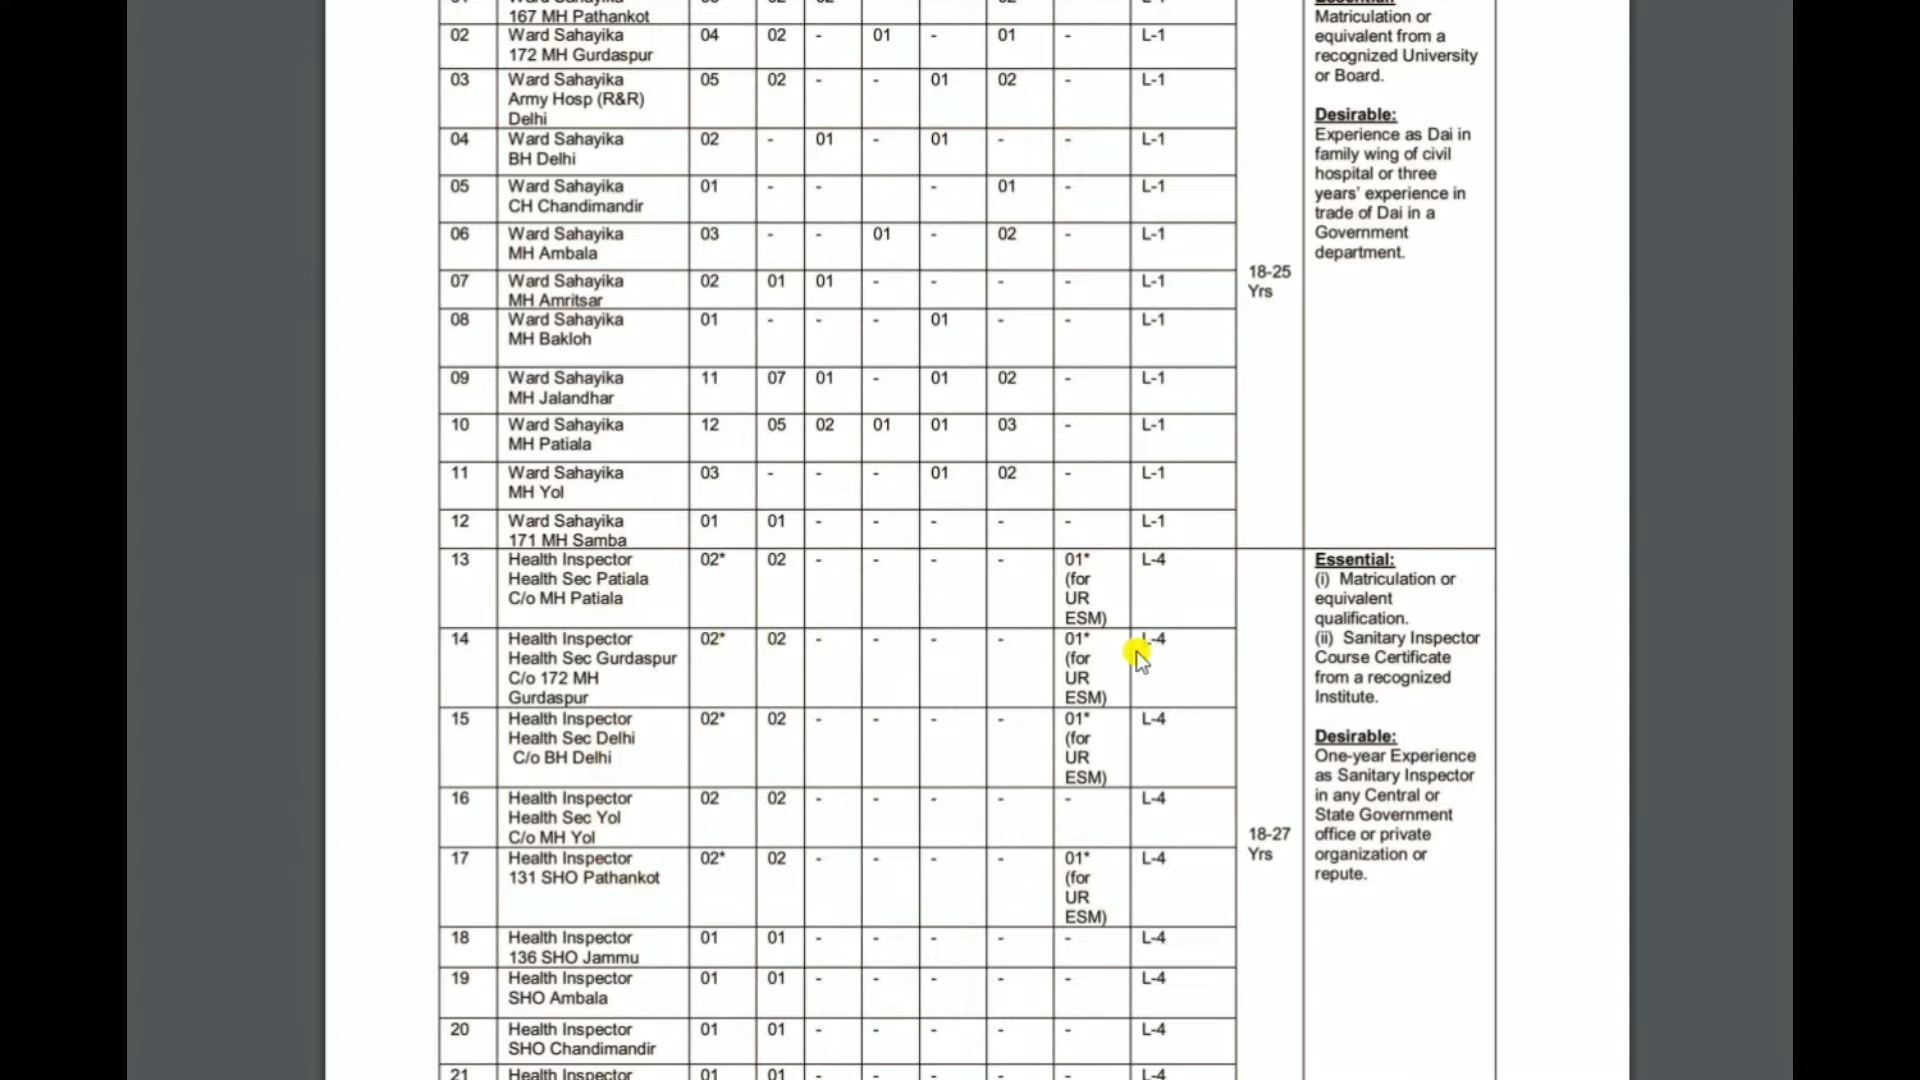 167 MH Pathankot
02 Ward Sahayika 04 02 - 01 - 01 - L-1
172 MH Gurdaspur
03 Ward Sahayika 05 02 - - 01 02 - L-1
Army Hosp (R&R)
Delhi
04 Ward Sahayika 02 - 01 - 01 - - L-1
BH Delhi
05 Ward Sahayika 01 - - - 01 - L-1
CH Chandimandir
06 Ward Sahayika 03 - - 01 - 02 - L-1
MH Ambala
07 Ward Sahayika 02 01 01 - - - - L-1
MH Amritsar
08 Ward Sahayika 01 - - - 01 - - L-1
MH Bakloh
09 Ward Sahayika 11 07 01 - 01 02 - L-1
MH Jalandhar
10 Ward Sahayika 12 05 02 01 01 03 - L-1
MH Patiala
11 Ward Sahayika 03 - - - 01 02 - L-1
MH Yol
12 Ward Sahayika 01 01 - - - - - L-1
171 MH Samba
18-25
Yrs
Essential:
Matriculation or
equivalent from a
recognized University
or Board.
Desirable:
Experience as Dai in
family wing of civil
hospital or three
years' experience in
trade of Dai in a
Government
department.
13 Health Inspector 02* 02 - - - - 01* L-4
Health Sec Patiala (for
C/o MH Patiala UR
ESM)
14 Health Inspector 02* 02 - - - - 01* L-4
Health Sec Gurdaspur (for
C/o 172 MH UR
Gurdaspur ESM)
15 Health Inspector 02* 02 - - - - 01* L-4
Health Sec Delhi (for
C/o BH Delhi UR
ESM)
16 Health Inspector 02 02 - - - - - L-4
Health Sec Yol
C/o MH Yol
17 Health Inspector 02* 02 - - - - 01* L-4
131 SHO Pathankot (for
UR
ESM)
18 Health Inspector 01 01 - - - - - L-4
136 SHO Jammu
19 Health Inspector 01 01 - - - - - L-4
SHO Ambala
20 Health Inspector 01 01 - - - - - L-4
SHO Chandimandir
21 Health Inspector 01 01 - - - - - L-4
18-27
Yrs
Essential:
(i) Matriculation or
equivalent
qualification.
(ii) Sanitary Inspector
Course Certificate
from a recognized
Institute.
Desirable:
One-year Experience
as Sanitary Inspector
in any Central or
State Government
office or private
organization or
repute.